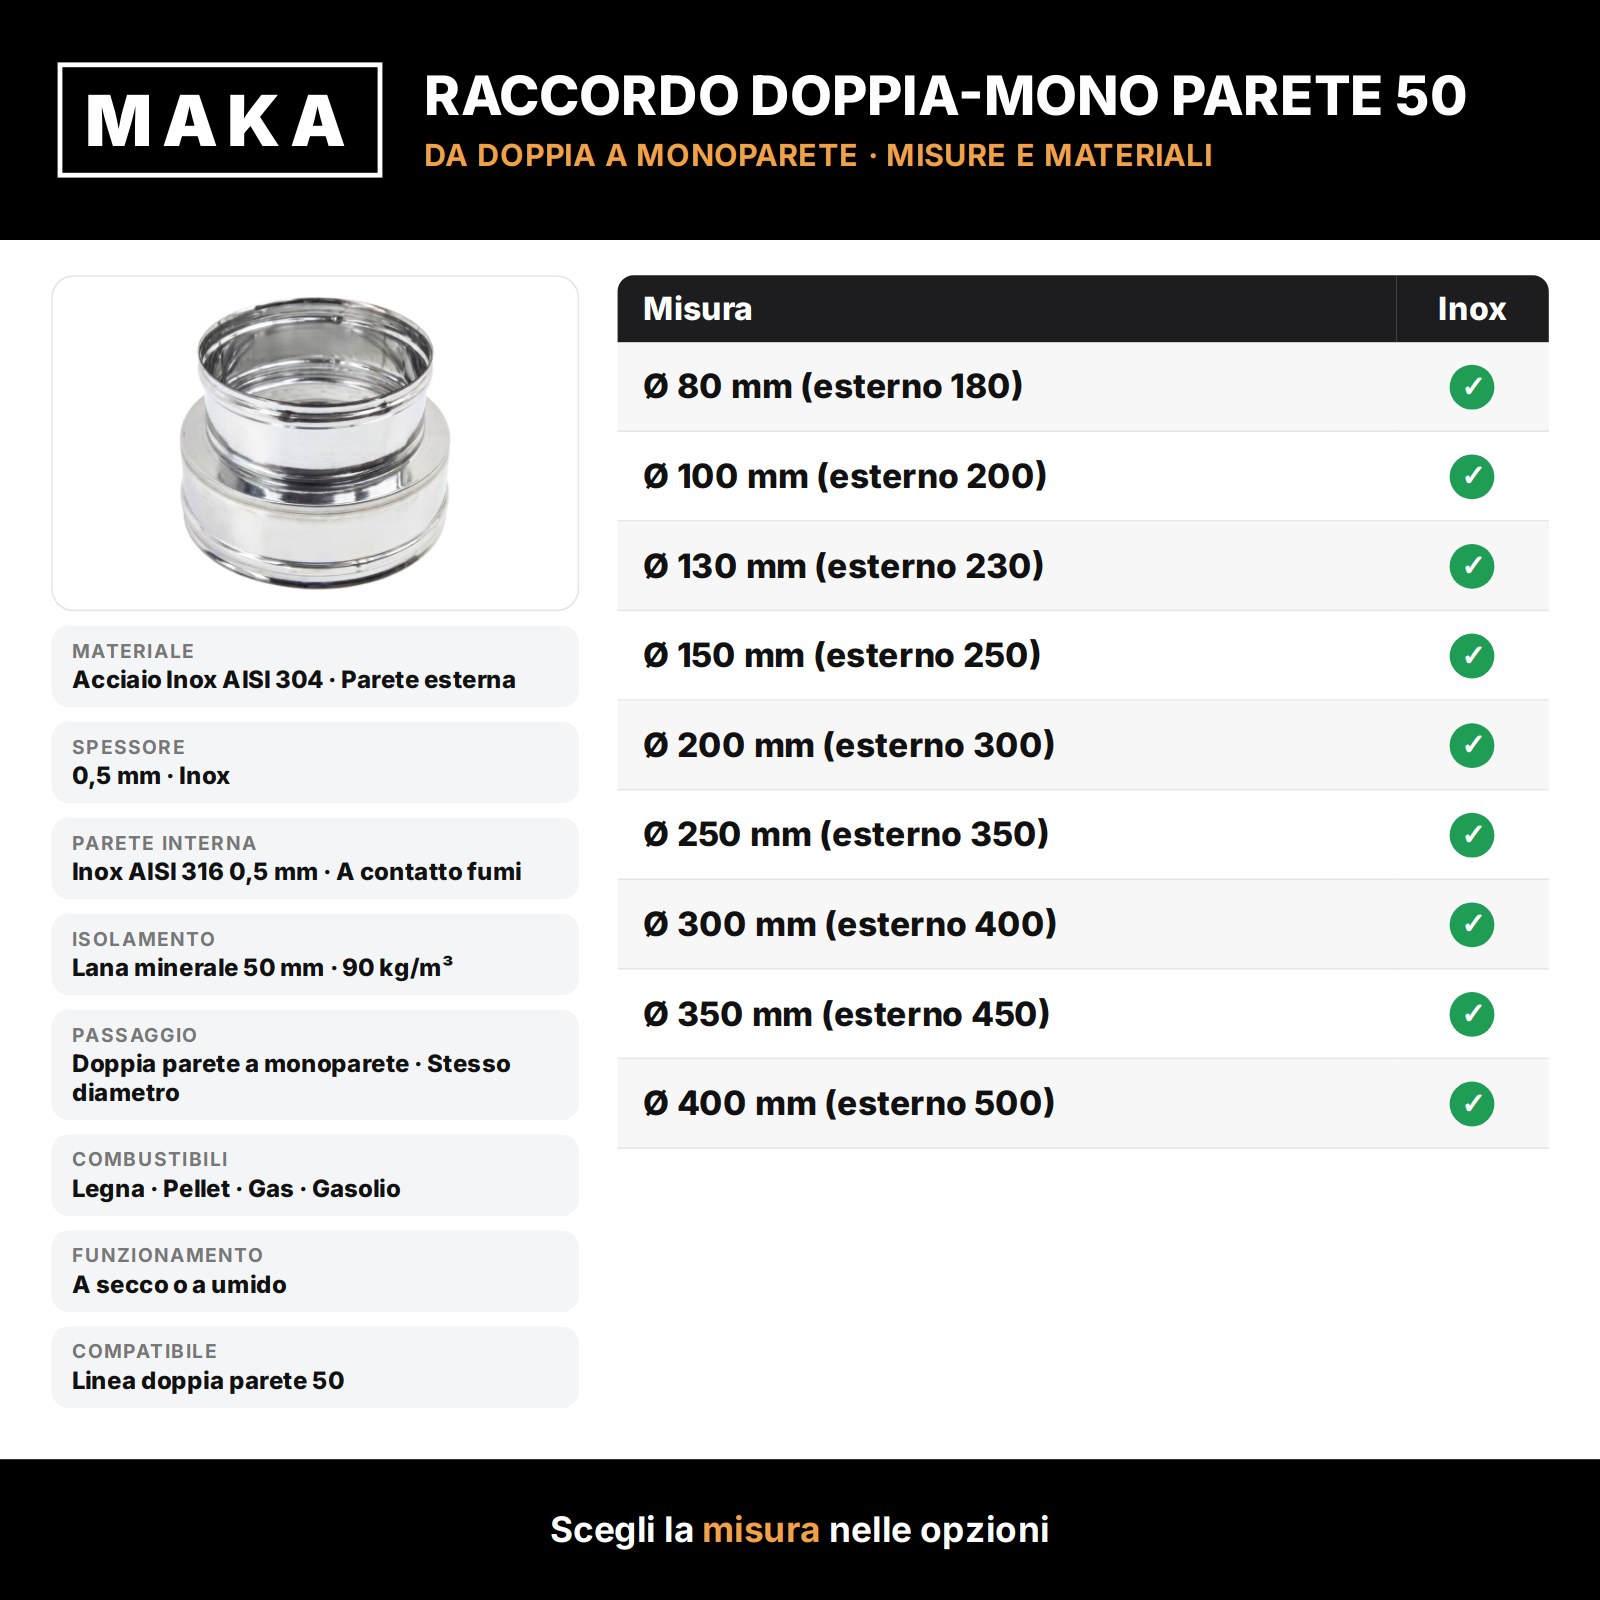 MAKA
RACCORDO DOPPIA-MONO PARETE 50
DA DOPPIA A MONOPARETE · MISURE E MATERIALI
MATERIALE
Acciaio Inox AISI 304 · Parete esterna
SPESSORE
0,5 mm · Inox
PARETE INTERNA
Inox AISI 316 0,5 mm · A contatto fumi
ISOLAMENTO
Lana minerale 50 mm · 90 kg/m³
PASSAGGIO
Doppia parete a monoparete · Stesso
diametro
COMBUSTIBILI
Legna · Pellet · Gas · Gasolio
FUNZIONAMENTO
A secco o a umido
COMPATIBILE
Linea doppia parete 50
Misura Inox
Ø 80 mm (esterno 180) ✓
Ø 100 mm (esterno 200) ✓
Ø 130 mm (esterno 230) ✓
Ø 150 mm (esterno 250) ✓
Ø 200 mm (esterno 300) ✓
Ø 250 mm (esterno 350) ✓
Ø 300 mm (esterno 400) ✓
Ø 350 mm (esterno 450) ✓
Ø 400 mm (esterno 500) ✓
Scegli la misura nelle opzioni